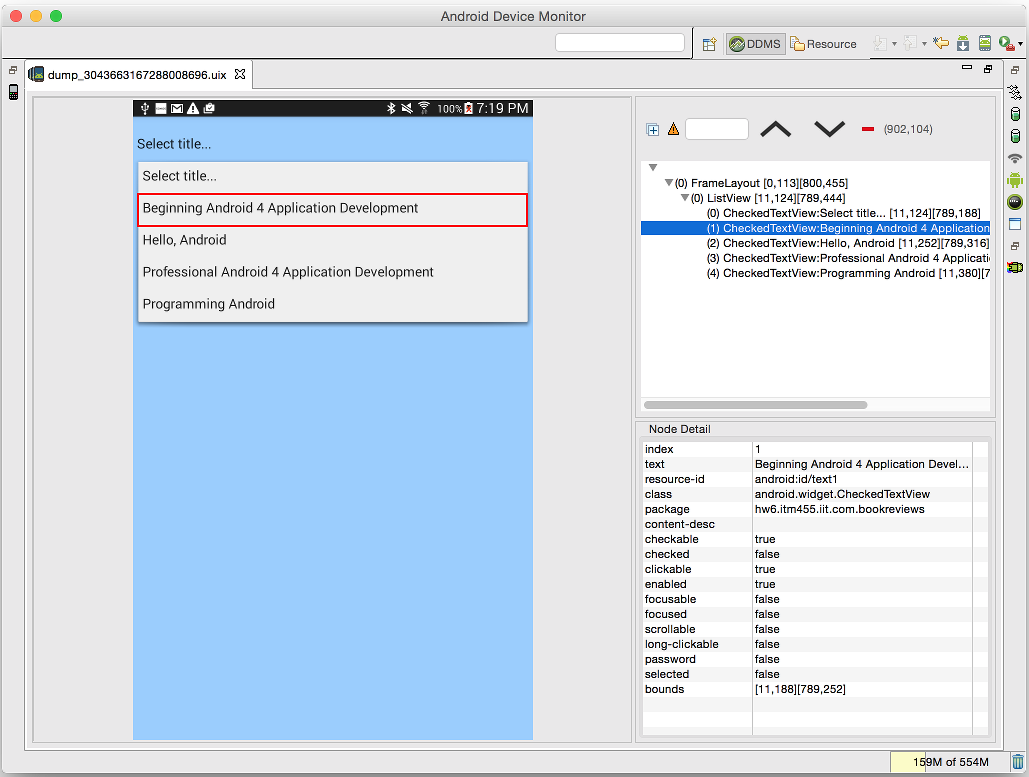 Android Device Monitor
DDMS Resource
dump_3043663167288008696.uix
100% 7:19 PM
Select title...
Select title...
Beginning Android 4 Application Development
Hello, Android
Professional Android 4 Application Development
Programming Android
(902,104)
(0) FrameLayout [0,113][800,455]
(0) ListView [11,124][789,444]
(0) CheckedTextView:Select title... [11,124][789,188]
(1) CheckedTextView:Beginning Android 4 Application
(2) CheckedTextView:Hello, Android [11,252][789,316]
(3) CheckedTextView:Professional Android 4 Applicati
(4) CheckedTextView:Programming Android [11,380][7
Node Detail
index 1
text Beginning Android 4 Application Devel...
resource-id android:id/text1
class android.widget.CheckedTextView
package hw6.itm455.iit.com.bookreviews
content-desc
checkable true
checked false
clickable true
enabled true
focusable false
focused false
scrollable false
long-clickable false
password false
selected false
bounds [11,188][789,252]
159M of 554M